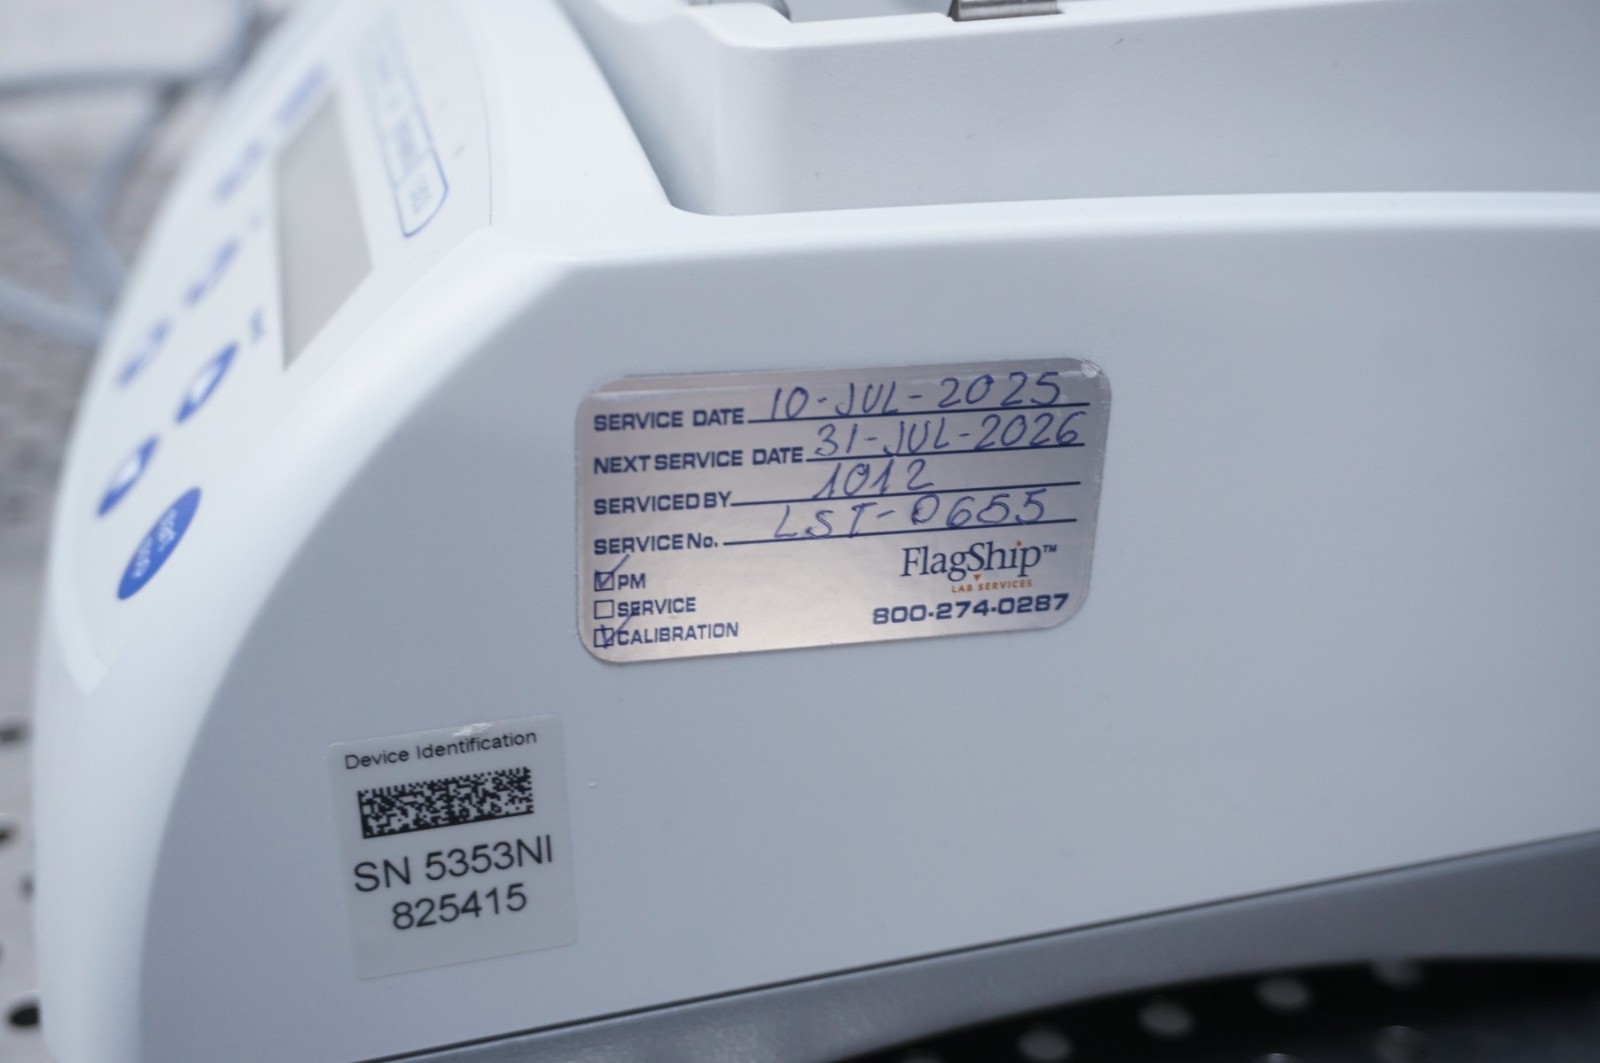 SERVICE DATE 10-JUL-2025
NEXT SERVICE DATE 31-JUL-2026
SERVICED BY 1012
SERVICE No. LST-0655
PM
SERVICE
CALIBRATION
FlagShip™
LAB SERVICES
800-274-0287
Device Identification
SN 5353NI
825415